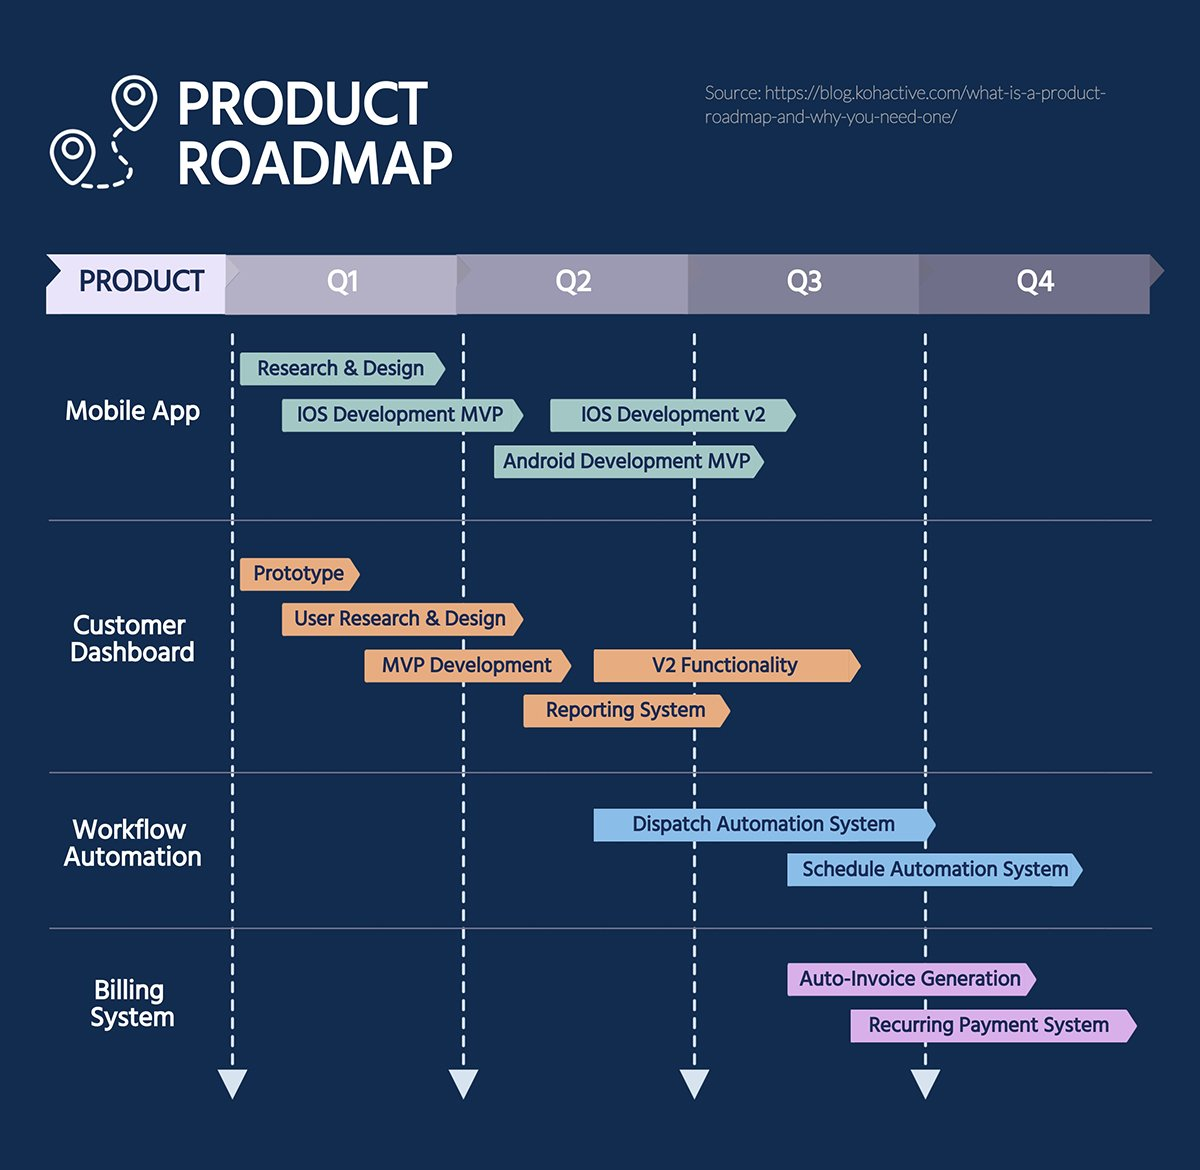 PRODUCT
ROADMAP
Source: https://blog.kohactive.com/what-is-a-product-
roadmap-and-why-you-need-one/
PRODUCT Q1 Q2 Q3 Q4
Mobile App
Research & Design
IOS Development MVP
IOS Development v2
Android Development MVP
Customer
Dashboard
Prototype
User Research & Design
MVP Development
V2 Functionality
Reporting System
Workflow
Automation
Dispatch Automation System
Schedule Automation System
Billing
System
Auto-Invoice Generation
Recurring Payment System